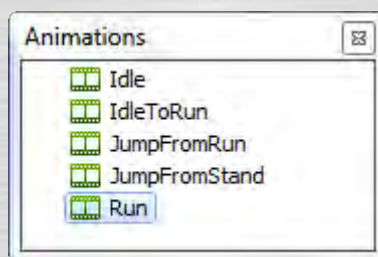 Animations
Idle
IdleToRun
JumpFromRun
JumpFromStand
Run